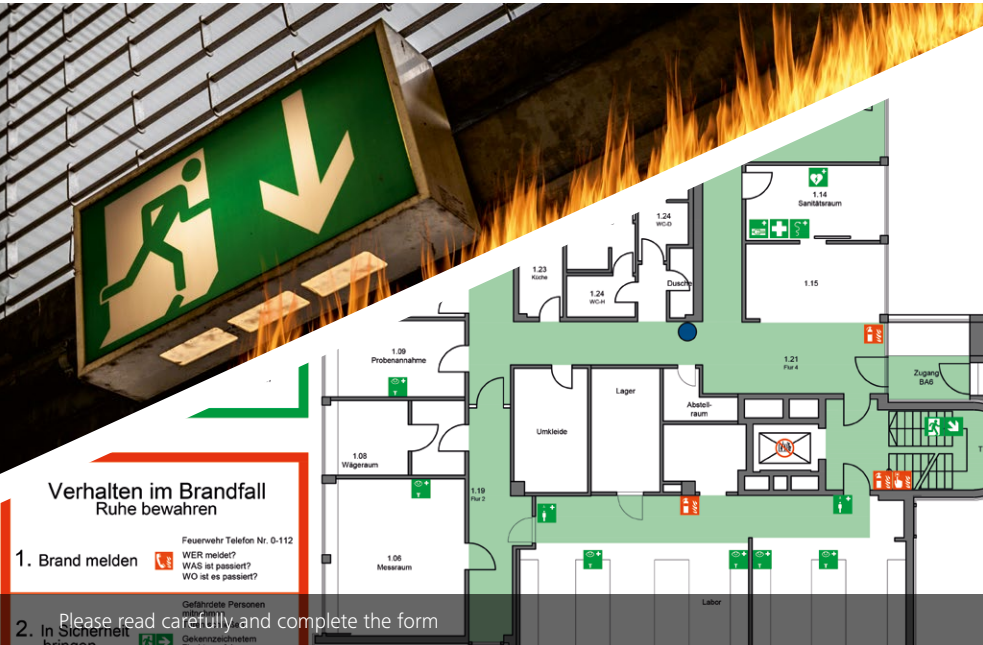 1.14
Sanitätsraum
1.24
WC-D
1.23
Küche
Dusche
1.24
WC-H
1.15
1.09
Probenannahme
1.21
Flur 4
Zugang
BA6
Lager
Abstell-
raum
Umkleide
1.08
Wägeraum
1.19
Flur 2
1.06
Messraum
Labor
T
Verhalten im Brandfall
Ruhe bewahren
1. Brand melden
Feuerwehr Telefon Nr. 0-112
WER meldet?
WAS ist passiert?
WO ist es passiert?
2. In Sicherheit
bringen
Gefährdete Personen
mitnehmen
Gekennzeichnetem
Please read carefully and complete the form